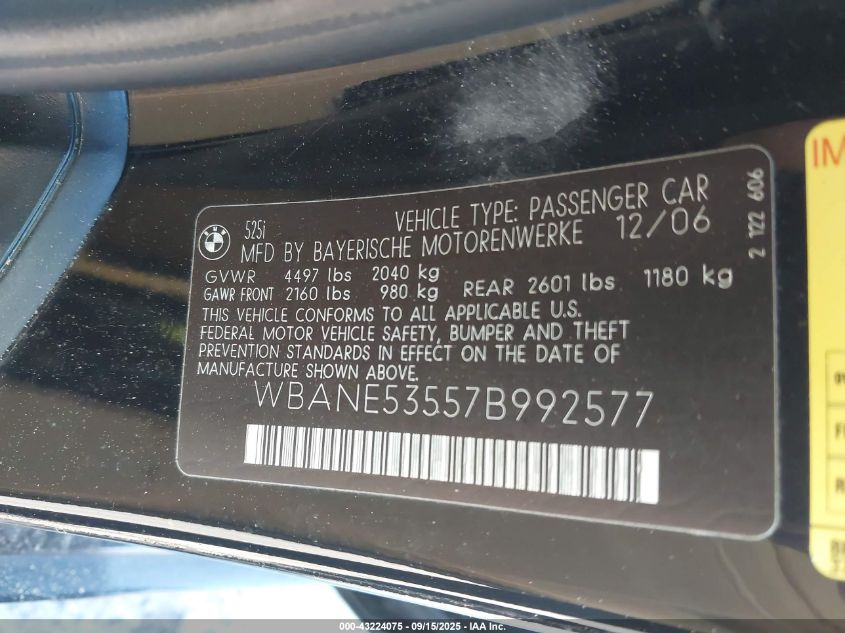 525i
VEHICLE TYPE: PASSENGER CAR
MFD BY BAYERISCHE MOTORENWERKE 12/06
GVWR 4497 lbs 2040 kg
GAWR FRONT 2160 lbs 980 kg REAR 2601 lbs 1180 kg
THIS VEHICLE CONFORMS TO ALL APPLICABLE U.S.
FEDERAL MOTOR VEHICLE SAFETY, BUMPER AND THEFT
PREVENTION STANDARDS IN EFFECT ON THE DATE OF
MANUFACTURE SHOWN ABOVE.
WBANE53557B992577
2 122 606
IM
000-43224075 - 09/15/2025 - IAA Inc.